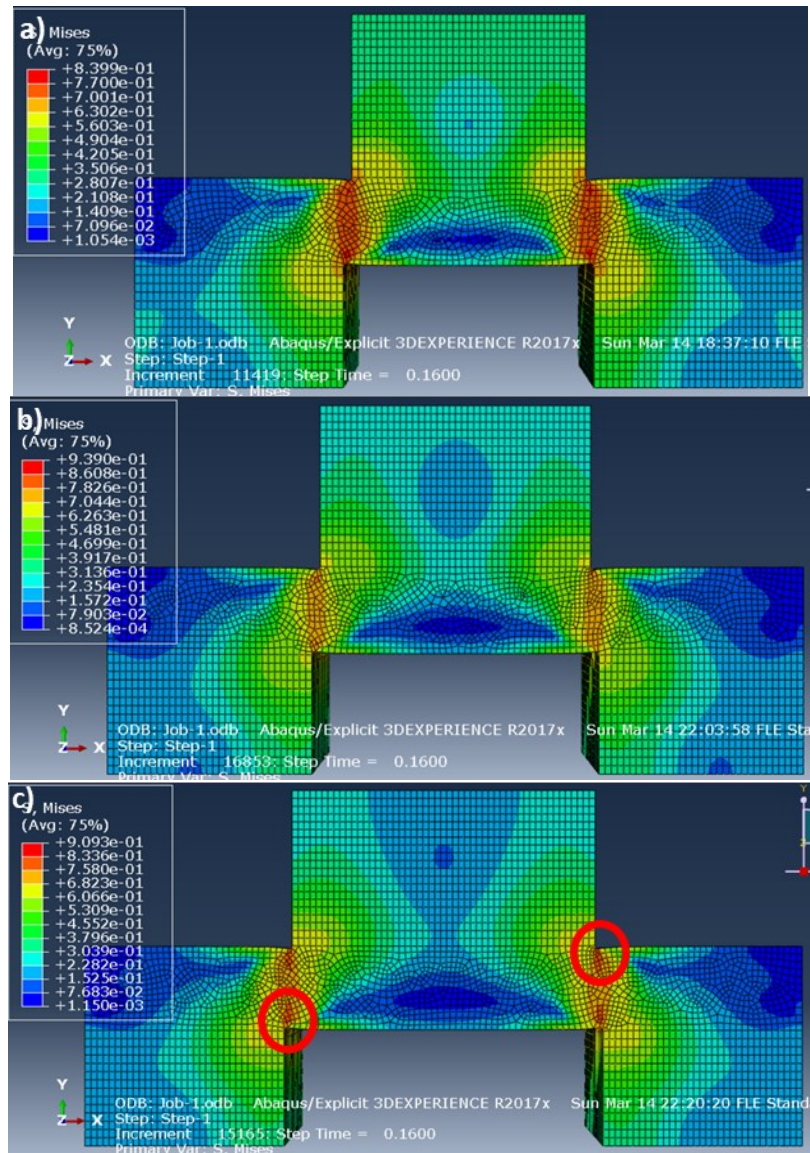 a)
S, Mises
(Avg: 75%)
+8.399e-01
+7.700e-01
+7.001e-01
+6.302e-01
+5.603e-01
+4.904e-01
+4.205e-01
+3.506e-01
+2.807e-01
+2.108e-01
+1.409e-01
+7.096e-02
+1.054e-03
Y
Z X
ODB: Job-1.odb Abaqus/Explicit 3DEXPERIENCE R2017x Sun Mar 14 18:37:10 FLE
Step: Step-1
Increment 11419: Step Time = 0.1600
Primary Var: S, Mises
b)
S, Mises
(Avg: 75%)
+9.390e-01
+8.608e-01
+7.826e-01
+7.044e-01
+6.263e-01
+5.481e-01
+4.699e-01
+3.917e-01
+3.136e-01
+2.354e-01
+1.572e-01
+7.903e-02
+8.524e-04
Y
Z X
ODB: Job-1.odb Abaqus/Explicit 3DEXPERIENCE R2017x Sun Mar 14 22:03:58 FLE Sta
Step: Step-1
Increment 16853: Step Time = 0.1600
Primary Var: S, Mises
c)
S, Mises
(Avg: 75%)
+9.093e-01
+8.336e-01
+7.580e-01
+6.823e-01
+6.066e-01
+5.309e-01
+4.552e-01
+3.796e-01
+3.039e-01
+2.282e-01
+1.525e-01
+7.683e-02
+1.150e-03
Y
Z X
ODB: Job-1.odb Abaqus/Explicit 3DEXPERIENCE R2017x Sun Mar 14 22:20:20 FLE Stand
Step: Step-1
Increment 15165: Step Time = 0.1600
Primary Var: S, Mises